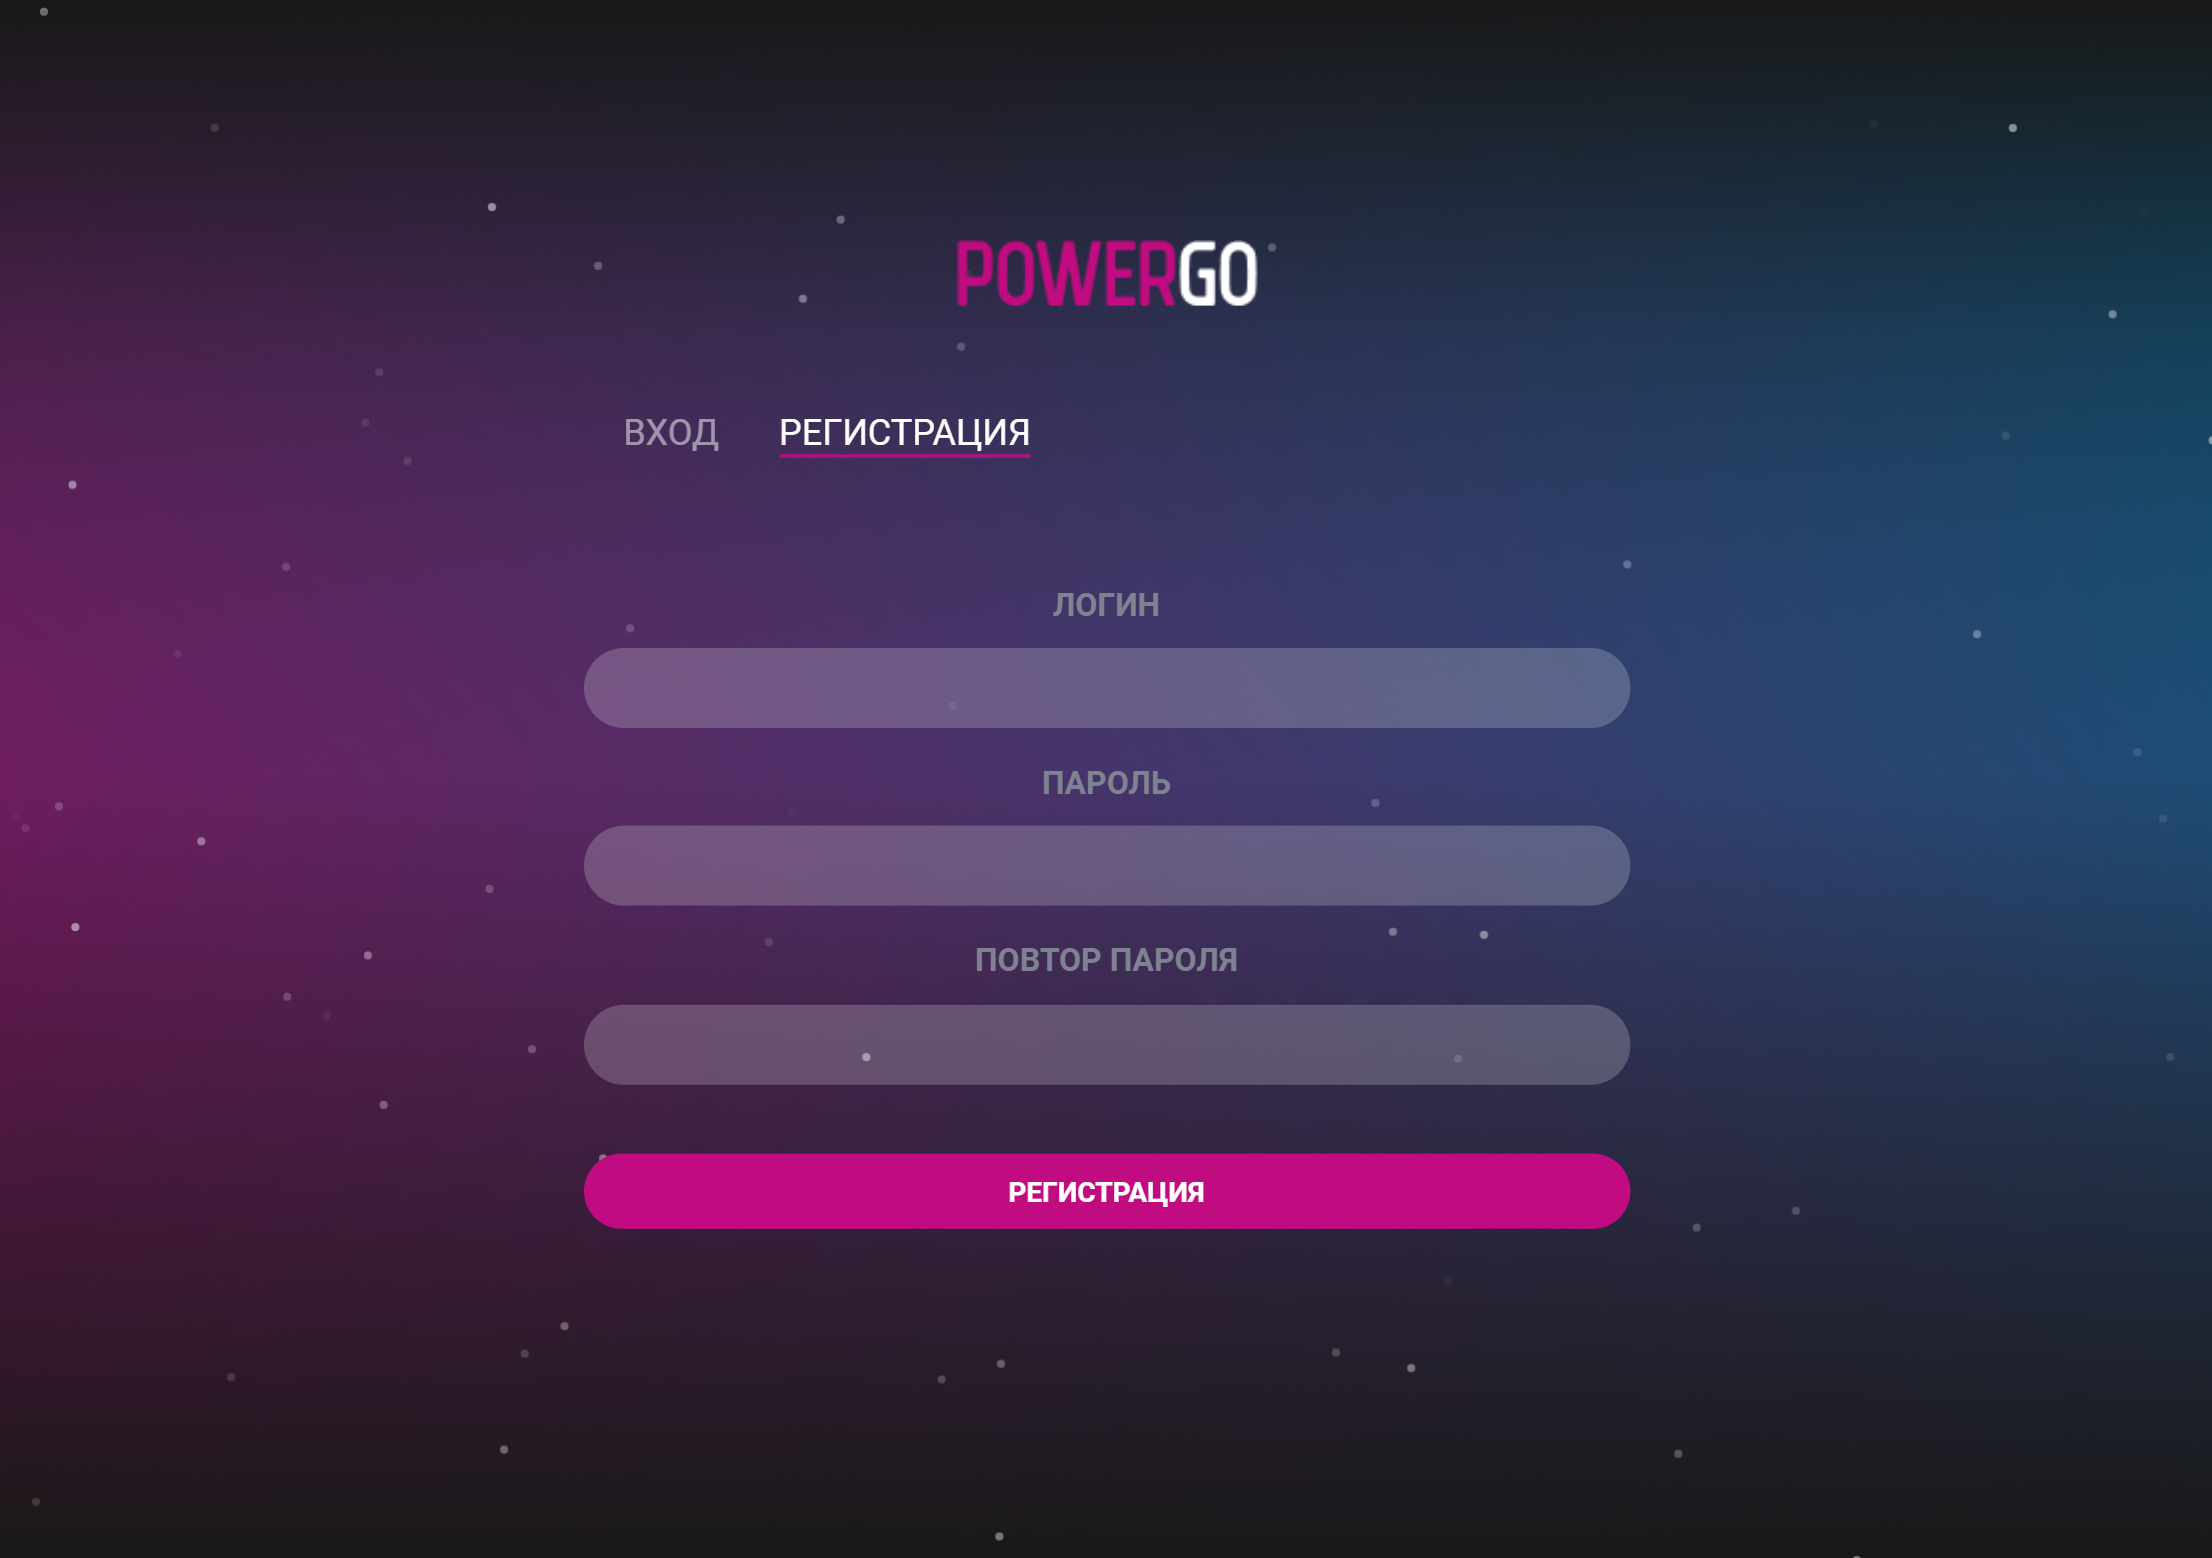 POWERGO
ВХОД РЕГИСТРАЦИЯ
ЛОГИН
ПАРОЛЬ
ПОВТОР ПАРОЛЯ
РЕГИСТРАЦИЯ